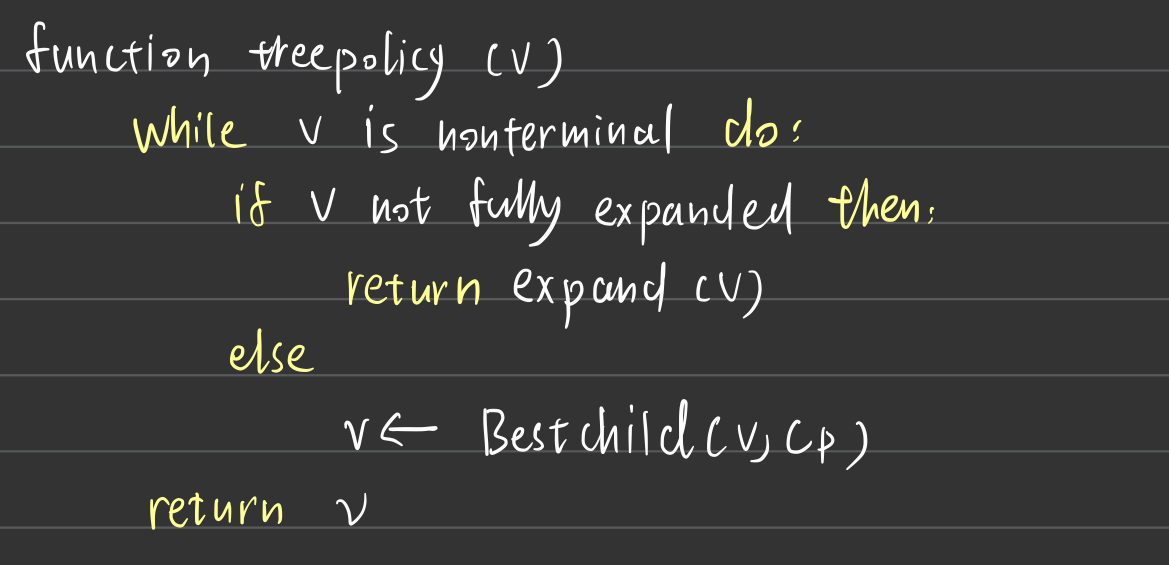 function treepolicy (v)
while v is nonterminal do:
if v not fully expanded then:
return expand (v)
else
v ← Bestchild (v, Cp)
return v